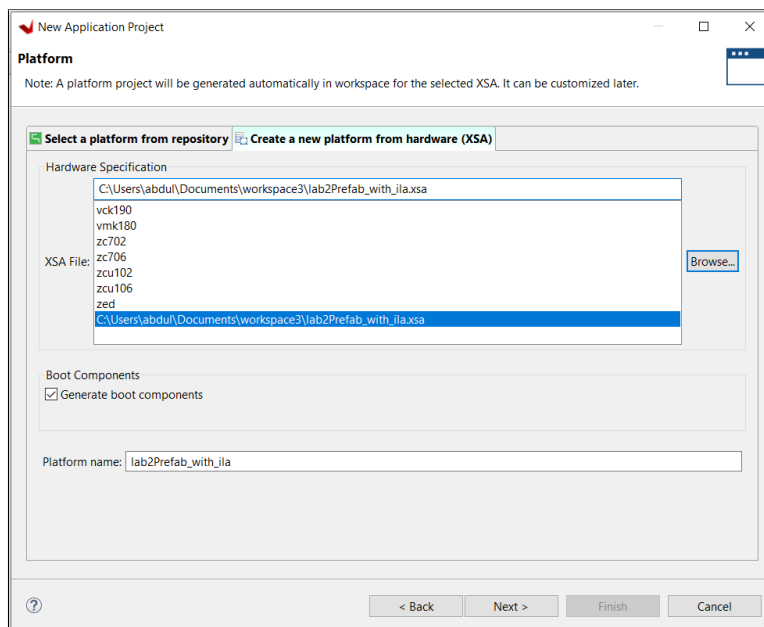 New Application Project
Platform
Note: A platform project will be generated automatically in workspace for the selected XSA. It can be customized later.
Select a platform from repository Create a new platform from hardware (XSA)
Hardware Specification
C:\Users\abdul\Documents\workspace3\lab2Prefab_with_ila.xsa
vck190
vmk180
zc702
XSA File: zc706 Browse...
zcu102
zcu106
zed
C:\Users\abdul\Documents\workspace3\lab2Prefab_with_ila.xsa
Boot Components
Generate boot components
Platform name: lab2Prefab_with_ila
? < Back Next > Finish Cancel